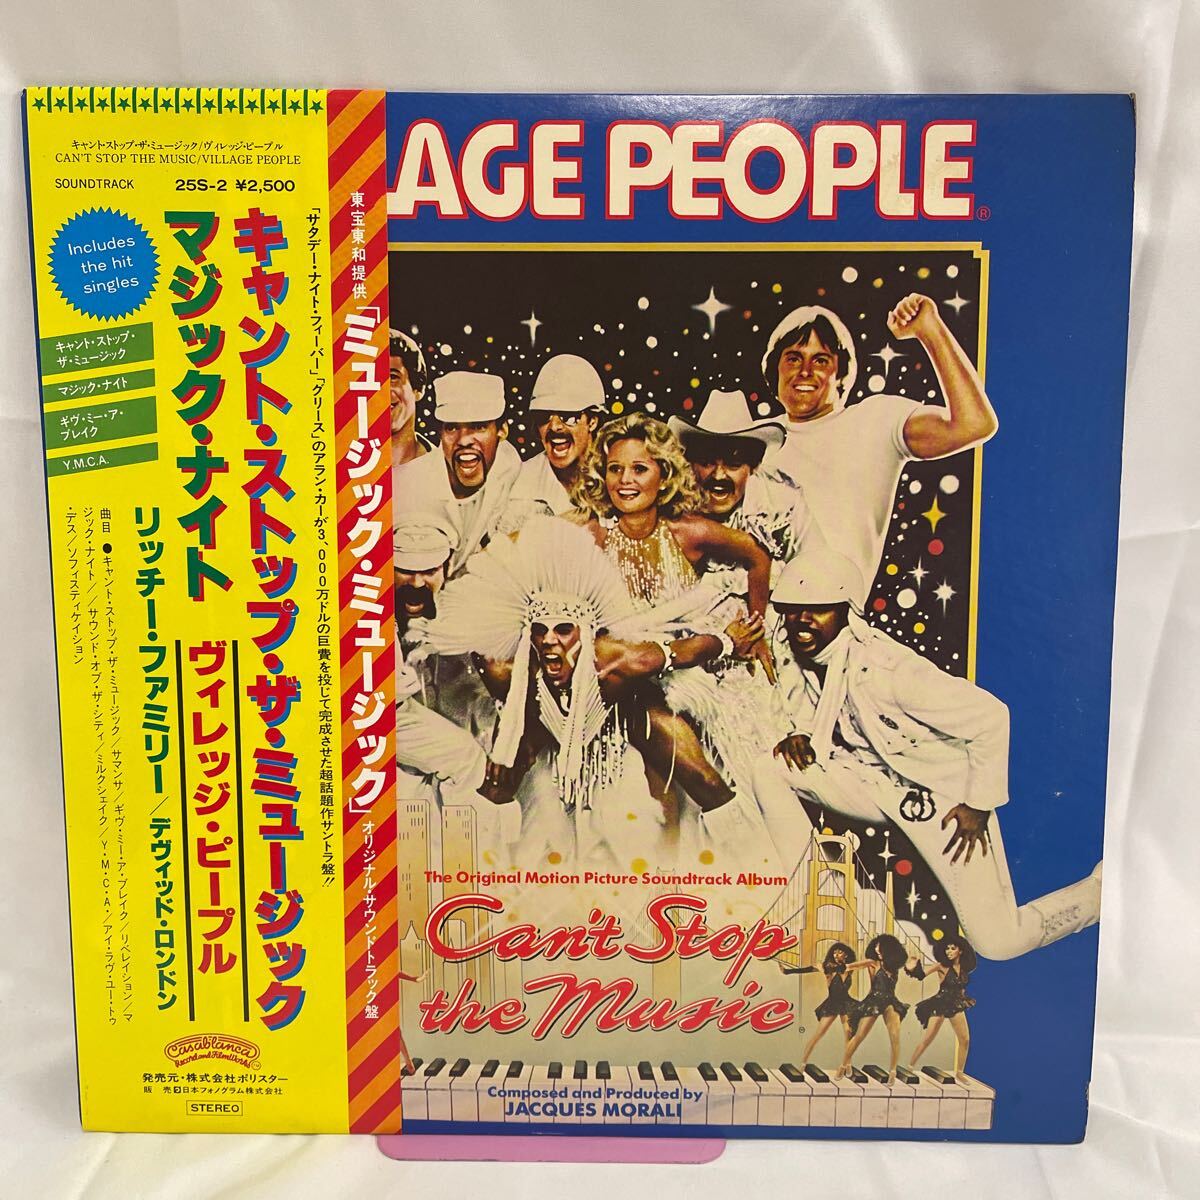 キャント・ストップ・ザ・ミュージック/ヴィレッジ・ピープル
CAN'T STOP THE MUSIC/VILLAGE PEOPLE
SOUNDTRACK 25S-2 ¥2,500
Includes
the hit
singles
キャント・ストップ・
ザ・ミュージック
マジック・ナイト
ギヴ・ミー・ア・
ブレイク
Y.M.C.A.
東宝東和提供「ミュージック・ミュージック」オリジナル・サウンドトラック盤
「サタデー・ナイト・フィーバー」「グリース」のアラン・カーが3、000万ドルの巨費を投じて完成させた超話題作サントラ盤!!
キャント・ストップ・ザ・ミュージック
マジック・ナイト
ヴィレッジ・ピープル
リッチー・ファミリー/デヴィッド・ロンドン
曲目 ●キャント・ストップ・ザ・ミュージック/サマンサ/ギヴ・ミー・ア・ブレイク/リベレイション/マ
ジック・ナイト//サウンド・オブ・ザ・シティ/ミルクシェイク/Y・M・C・A・/アイ・ラヴ・ユー・トゥ
・デス/ソフィスティケイション
Casablanca
Record and FilmWorks
発売元・株式会社ポリスター
販売 日本フォノグラム株式会社
STEREO
LAGE PEOPLE®
The Original Motion Picture Soundtrack Album
Can't Stop
the Music
Composed and Produced by
JACQUES MORALI